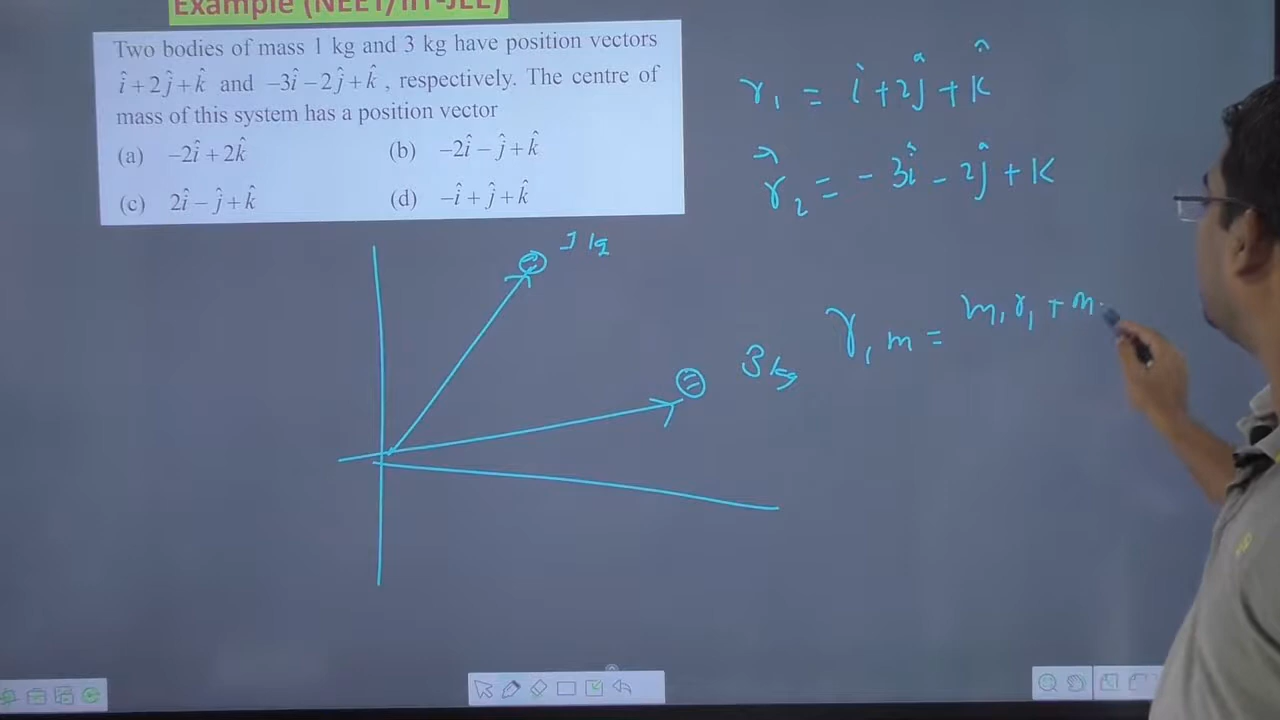 Example (NEET/IIT-JEE)
Two bodies of mass 1 kg and 3 kg have position vectors
î + 2ĵ + k̂ and −3î − 2ĵ + k̂, respectively. The centre of
mass of this system has a position vector
(a) −2î + 2k̂ (b) −2î − ĵ + k̂
(c) 2î − ĵ + k̂ (d) −î + ĵ + k̂
r₁ = i + 2ĵ + k̂
r⃗₂ = − 3î − 2ĵ + k
1 kg
3 kg
r, m = m₁r₁ + m